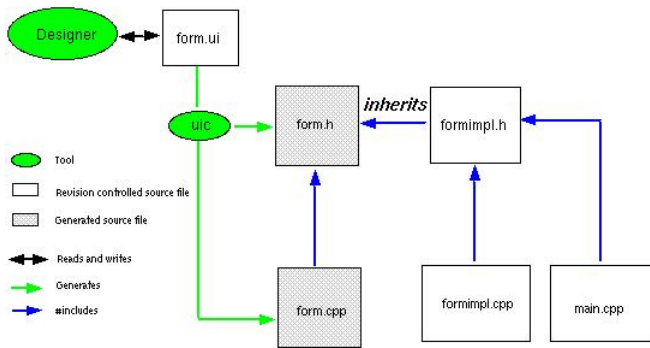 Designer
form.ui
inherits
uic
form.h
formimpl.h
Tool
Revision controlled source file
Generated source file
Reads and writes
Generates
#includes
form.cpp
formimpl.cpp
main.cpp